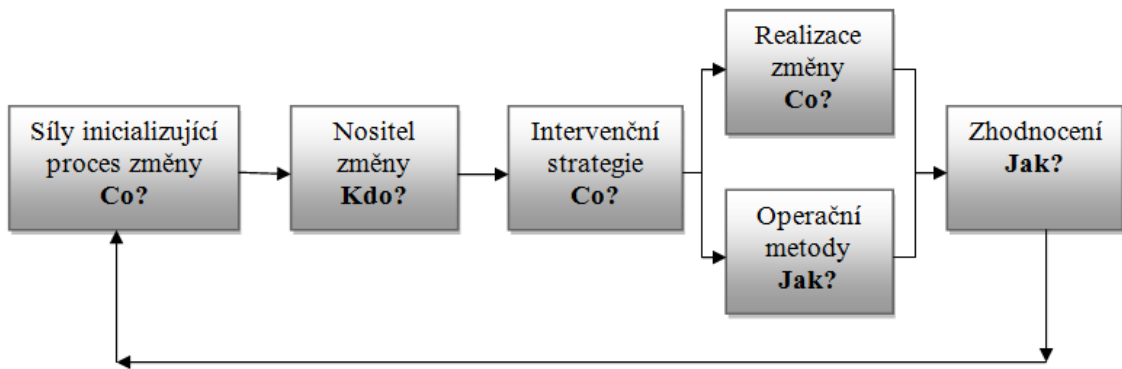 Síly inicializující
proces změny
Co?
Nositel
změny
Kdo?
Intervenční
strategie
Co?
Realizace
změny
Co?
Operační
metody
Jak?
Zhodnocení
Jak?